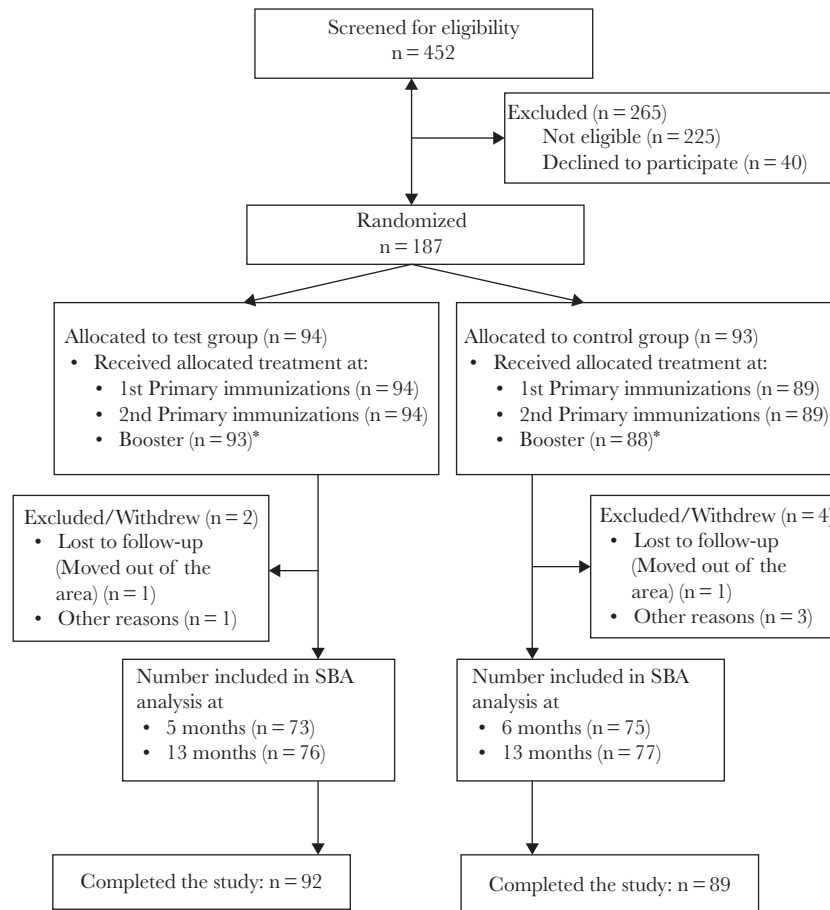 Screened for eligibility
n = 452
Excluded (n = 265)
Not eligible (n = 225)
Declined to participate (n = 40)
Randomized
n = 187
Allocated to test group (n = 94)
• Received allocated treatment at:
• 1st Primary immunizations (n = 94)
• 2nd Primary immunizations (n = 94)
• Booster (n = 93)*
Allocated to control group (n = 93)
• Received allocated treatment at:
• 1st Primary immunizations (n = 89)
• 2nd Primary immunizations (n = 89)
• Booster (n = 88)*
Excluded/Withdrew (n = 2)
• Lost to follow-up
(Moved out of the
area) (n = 1)
• Other reasons (n = 1)
Excluded/Withdrew (n = 4)
• Lost to follow-up
(Moved out of the
area) (n = 1)
• Other reasons (n = 3)
Number included in SBA
analysis at
• 5 months (n = 73)
• 13 months (n = 76)
Number included in SBA
analysis at
• 6 months (n = 75)
• 13 months (n = 77)
Completed the study: n = 92
Completed the study: n = 89